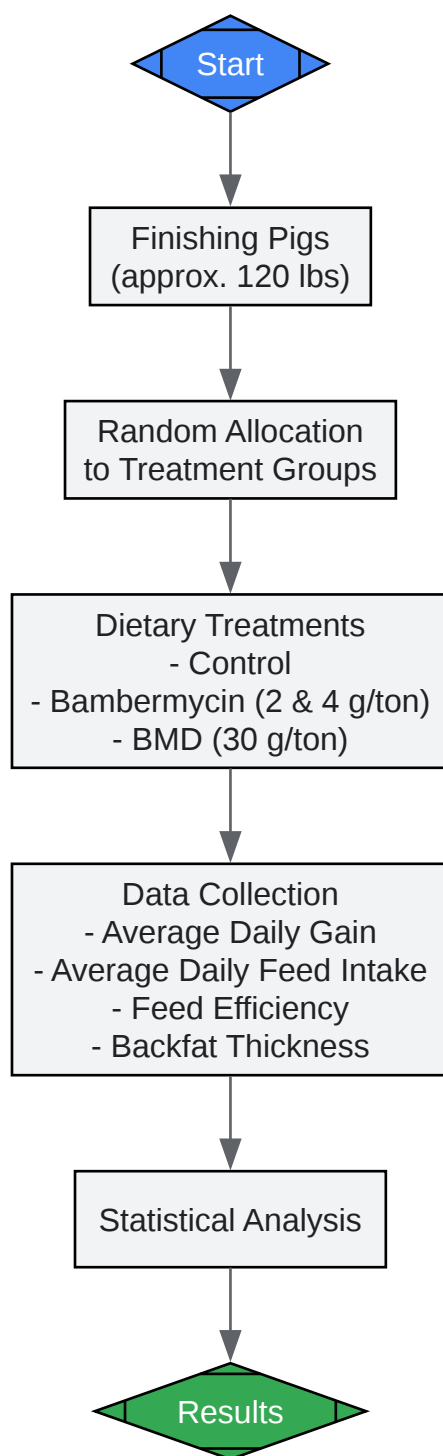 Start
Finishing Pigs
(approx. 120 lbs)
Random Allocation
to Treatment Groups
Dietary Treatments
- Control
- Bambermycin (2 & 4 g/ton)
- BMD (30 g/ton)
Data Collection
- Average Daily Gain
- Average Daily Feed Intake
- Feed Efficiency
- Backfat Thickness
Statistical Analysis
Results